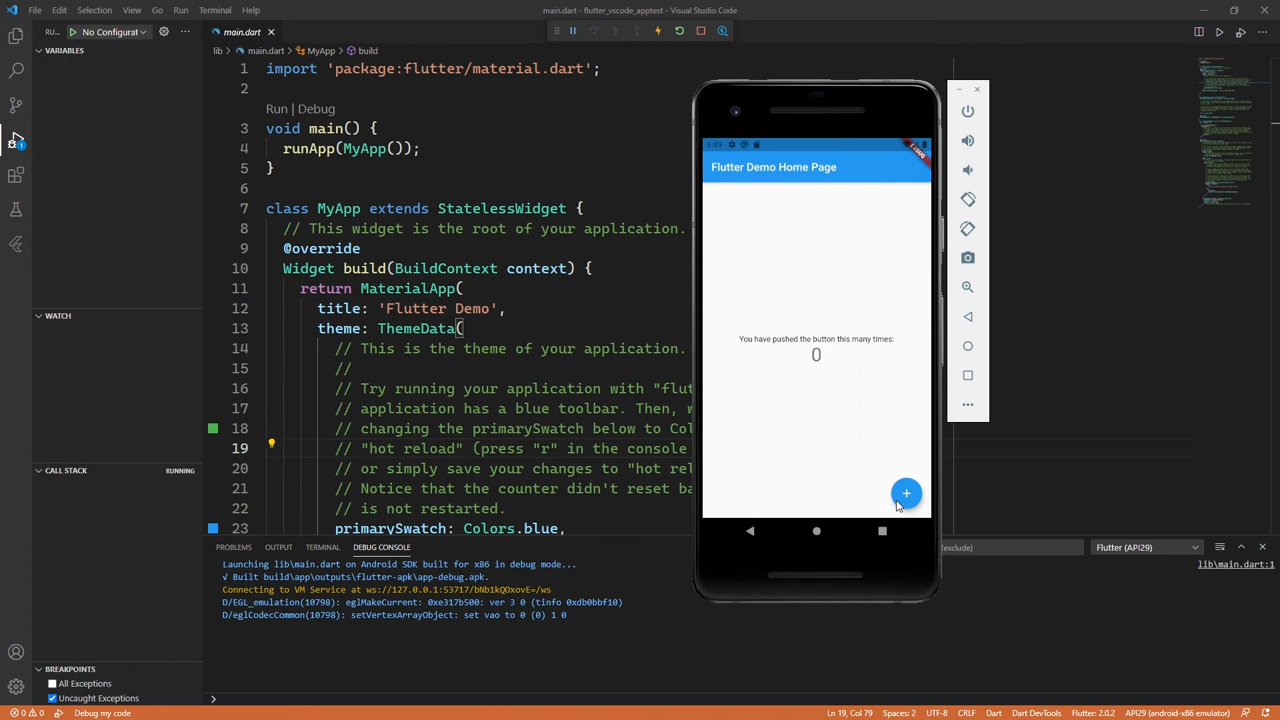 File Edit Selection View Go Run Terminal Help
main.dart - flutter_vscode_apptest - Visual Studio Code
RU... No Configurat
main.dart
lib > main.dart > MyApp > build
VARIABLES
WATCH
CALL STACK RUNNING
BREAKPOINTS
All Exceptions
Uncaught Exceptions
1 import 'package:flutter/material.dart';
2
Run | Debug
3 void main() {
4 runApp(MyApp());
5 }
6
7 class MyApp extends StatelessWidget {
8 // This widget is the root of your application.
9 @override
10 Widget build(BuildContext context) {
11 return MaterialApp(
12 title: 'Flutter Demo',
13 theme: ThemeData(
14 // This is the theme of your application.
15 //
16 // Try running your application with "flu
17 // application has a blue toolbar. Then, w
18 // changing the primarySwatch below to Col
19 // "hot reload" (press "r" in the console
20 // or simply save your changes to "hot rel
21 // Notice that the counter didn't reset ba
22 // is not restarted.
23 primarySwatch: Colors.blue,
6:49
DEBUG
Flutter Demo Home Page
You have pushed the button this many times:
0
PROBLEMS OUTPUT TERMINAL DEBUG CONSOLE
exclude)
Flutter (API29)
Launching lib\main.dart on Android SDK built for x86 in debug mode...
lib\main.dart:1
√ Built build\app\outputs\flutter-apk\app-debug.apk.
Connecting to VM Service at ws://127.0.0.1:53717/bNb1kQOxovE=/ws
D/EGL_emulation(10798): eglMakeCurrent: 0xe317b500: ver 3 0 (tinfo 0xdb0bbf10)
D/eglCodecCommon(10798): setVertexArrayObject: set vao to 0 (0) 1 0
0 0 Debug my code
Ln 19, Col 79 Spaces: 2 UTF-8 CRLF Dart Dart DevTools Flutter: 2.0.2 API29 (android-x86 emulator)